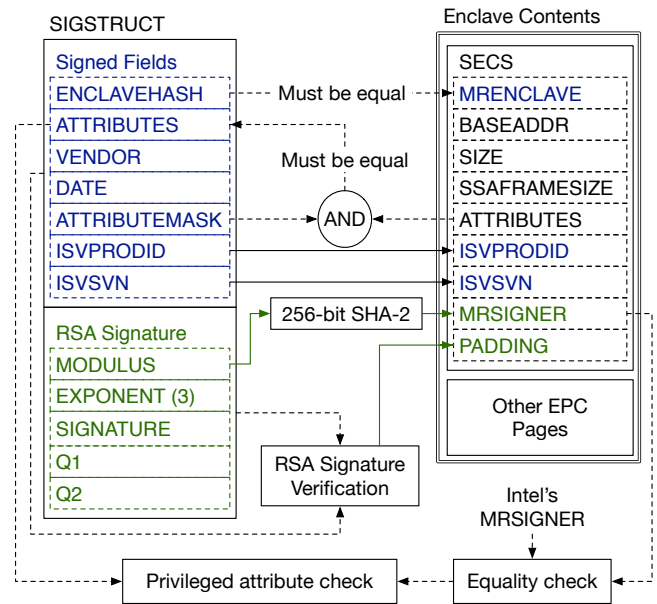 SIGSTRUCT
Signed Fields
ENCLAVEHASH
ATTRIBUTES
VENDOR
DATE
ATTRIBUTEMASK
ISVPRODID
ISVSVN
RSA Signature
MODULUS
EXPONENT (3)
SIGNATURE
Q1
Q2
Must be equal
Must be equal
AND
256-bit SHA-2
RSA Signature
Verification
Enclave Contents
SECS
MRENCLAVE
BASEADDR
SIZE
SSAFRAMESIZE
ATTRIBUTES
ISVPRODID
ISVSVN
MRSIGNER
PADDING
Other EPC
Pages
Intel's
MRSIGNER
Privileged attribute check
Equality check